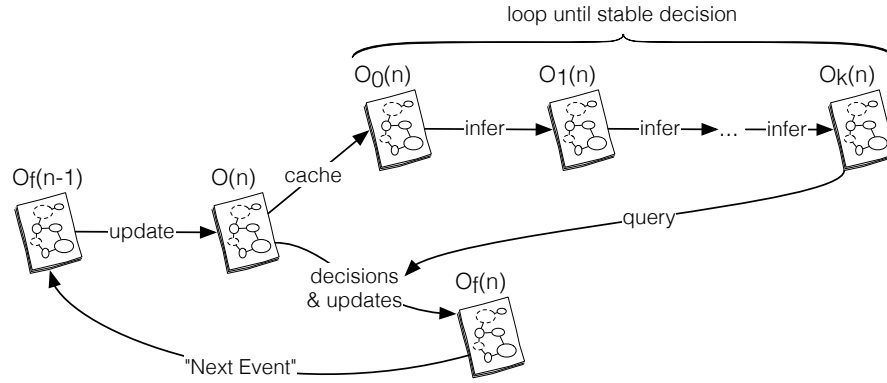 loop until stable decision
O0(n)
O1(n)
Ok(n)
infer
infer
...
infer
cache
Of(n-1)
O(n)
update
query
decisions
& updates
Of(n)
"Next Event"